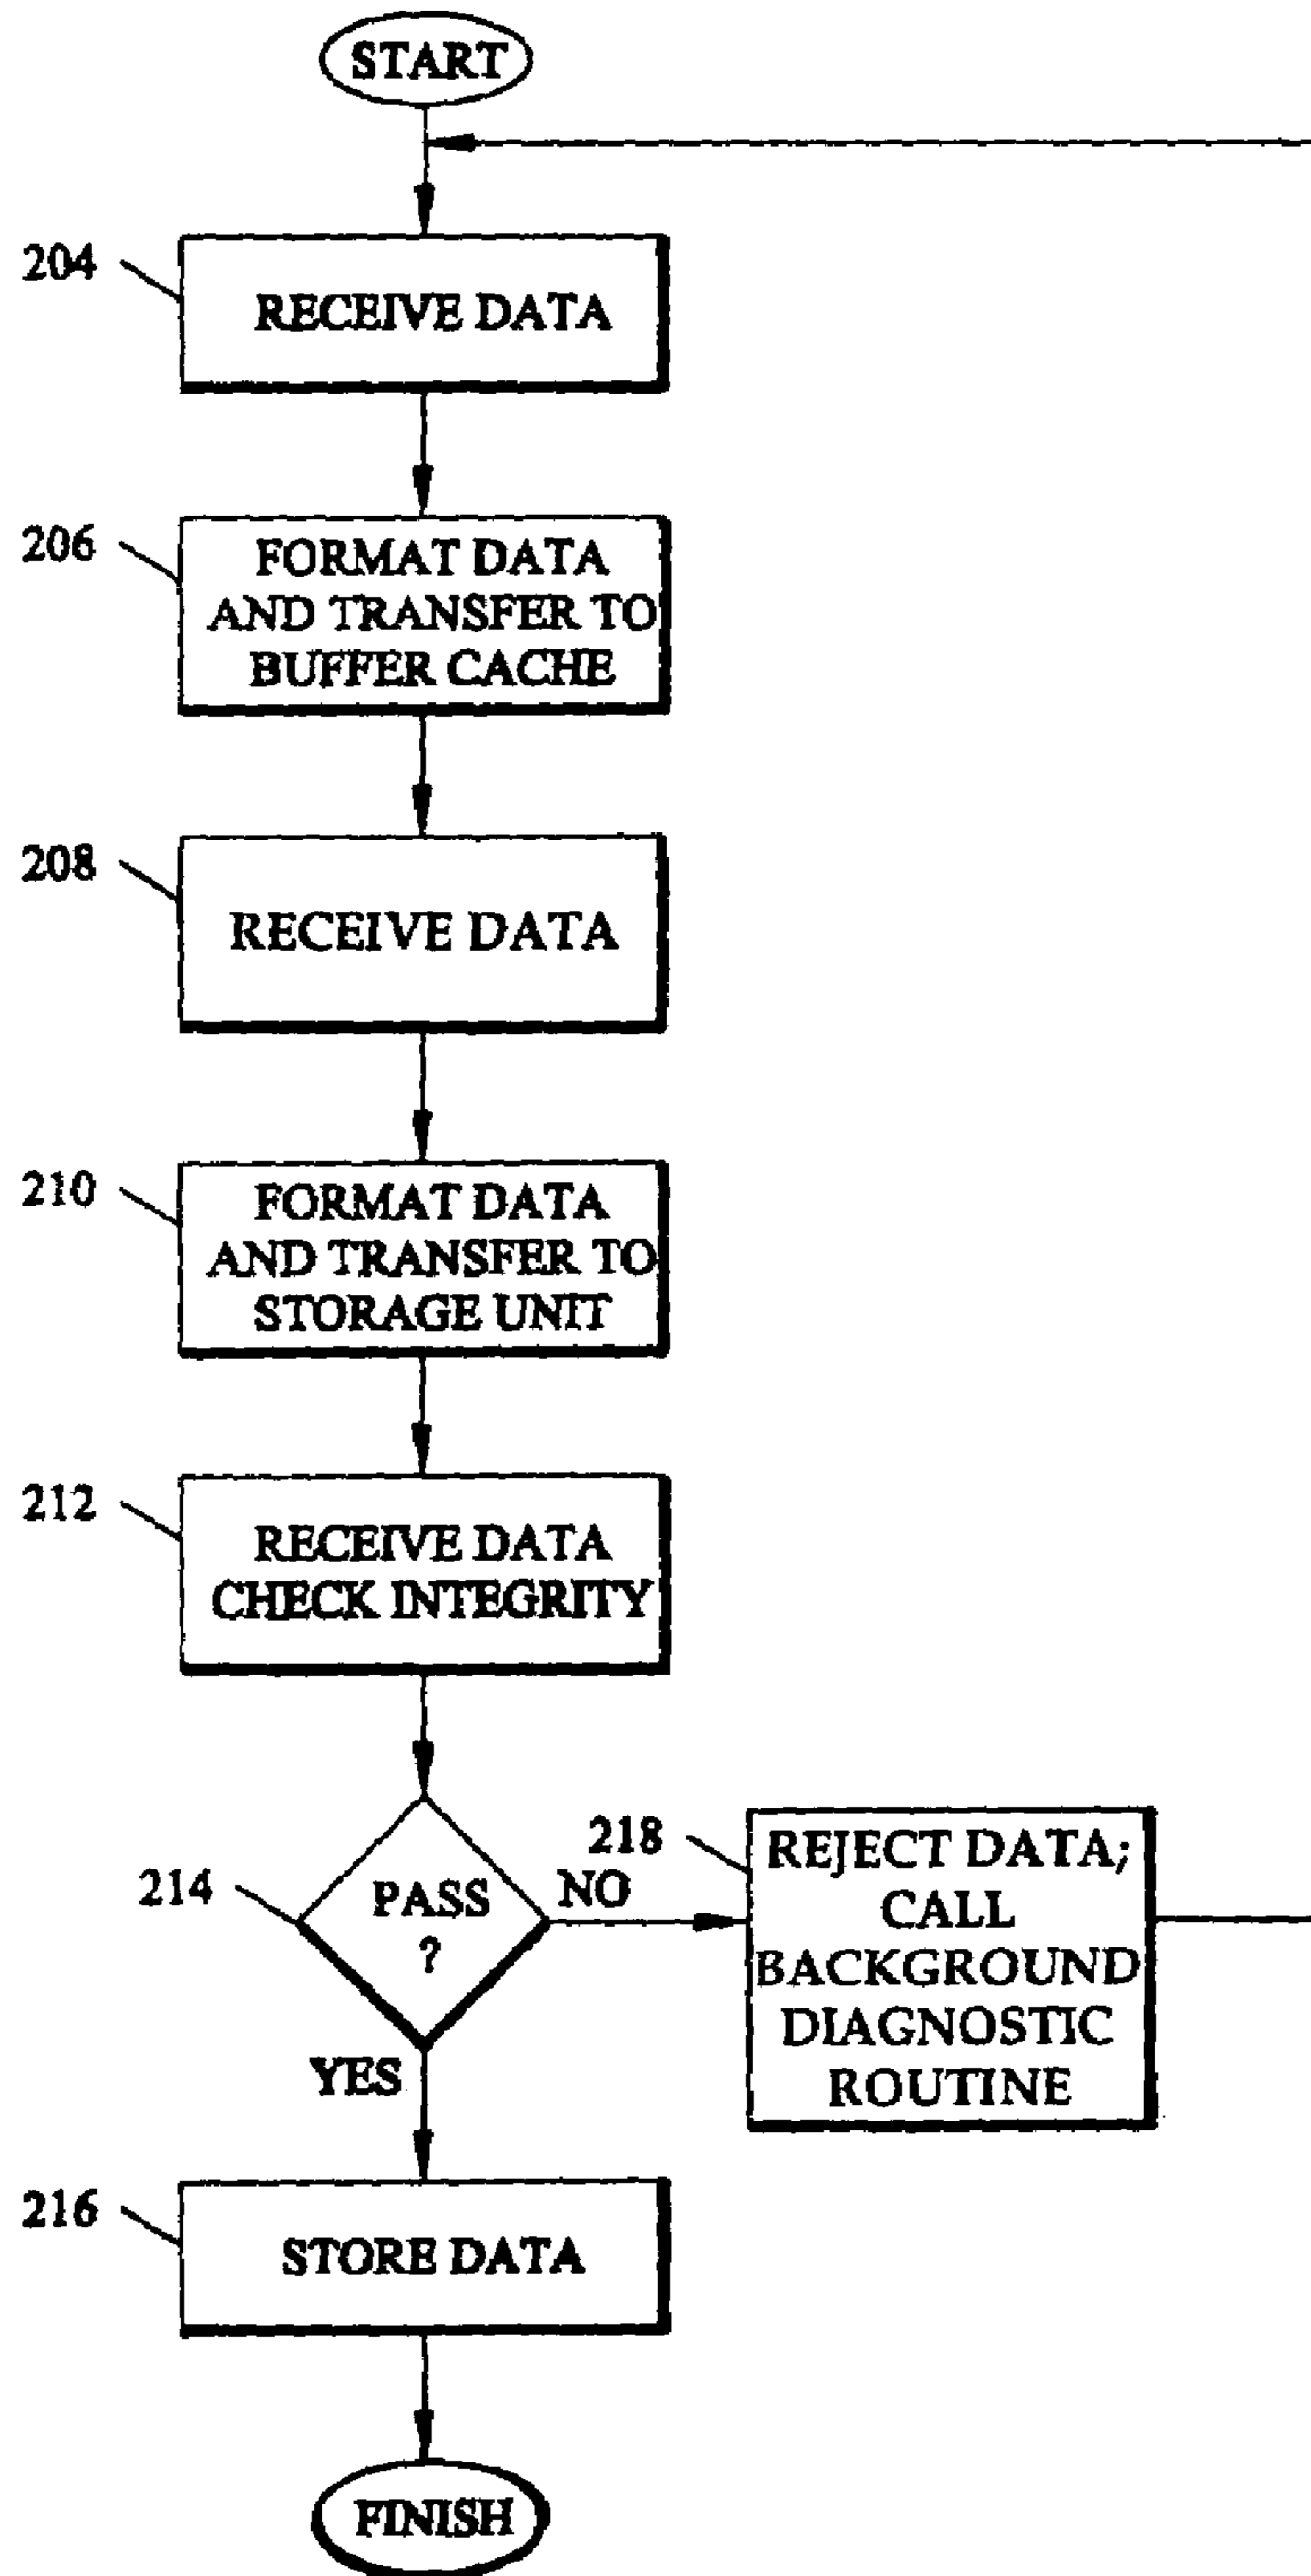 START
204
RECEIVE DATA
206
FORMAT DATA
AND TRANSFER TO
BUFFER CACHE
208
RECEIVE DATA
210
FORMAT DATA
AND TRANSFER TO
STORAGE UNIT
212
RECEIVE DATA
CHECK INTEGRITY
214
PASS
?
NO
YES
218
REJECT DATA;
CALL
BACKGROUND
DIAGNOSTIC
ROUTINE
216
STORE DATA
FINISH